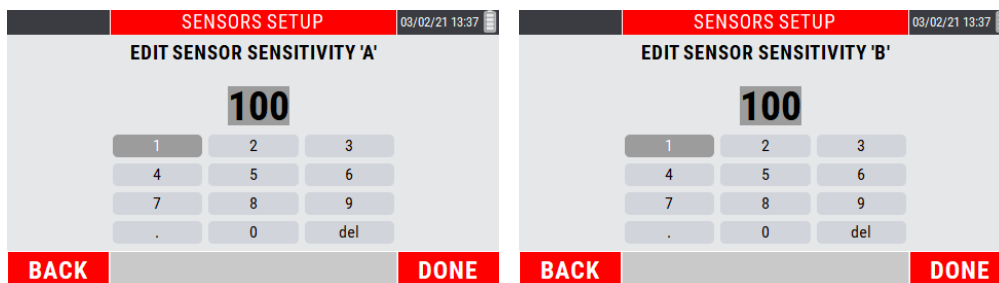 SENSORS SETUP 03/02/21 13:37
EDIT SENSOR SENSITIVITY 'A'
100
1 2 3
4 5 6
7 8 9
. 0 del
BACK DONE
SENSORS SETUP 03/02/21 13:37
EDIT SENSOR SENSITIVITY 'B'
100
1 2 3
4 5 6
7 8 9
. 0 del
BACK DONE